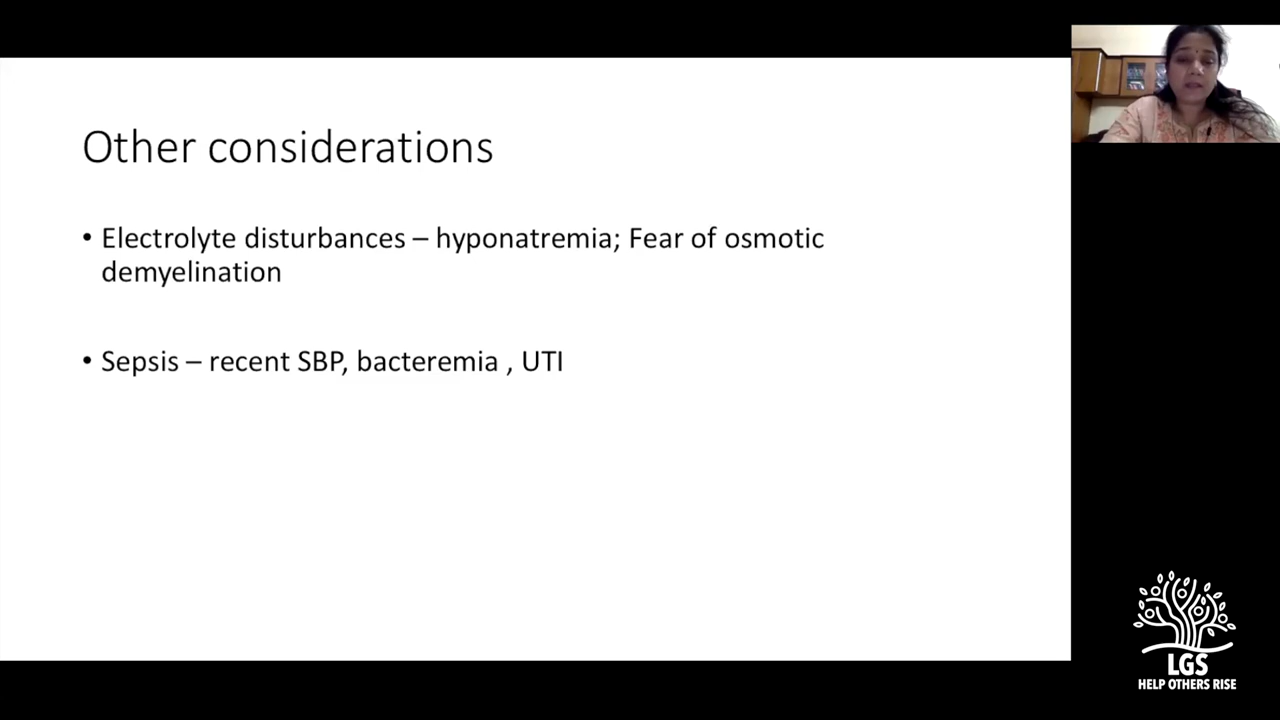 Other considerations
• Electrolyte disturbances – hyponatremia; Fear of osmotic
demyelination
• Sepsis – recent SBP, bacteremia , UTI
LGS
HELP OTHERS RISE